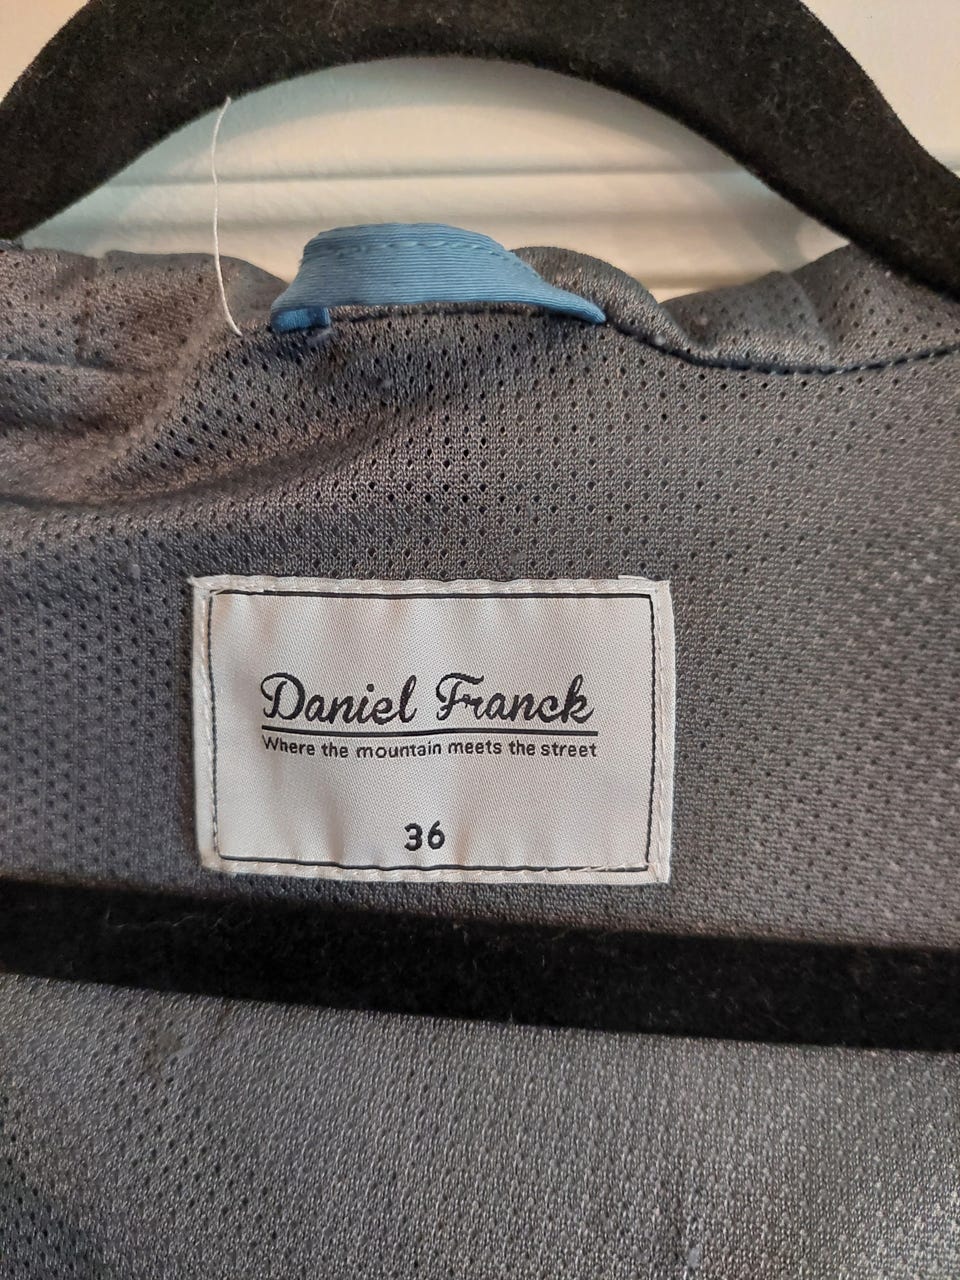 Daniel Franck
Where the mountain meets the street
36